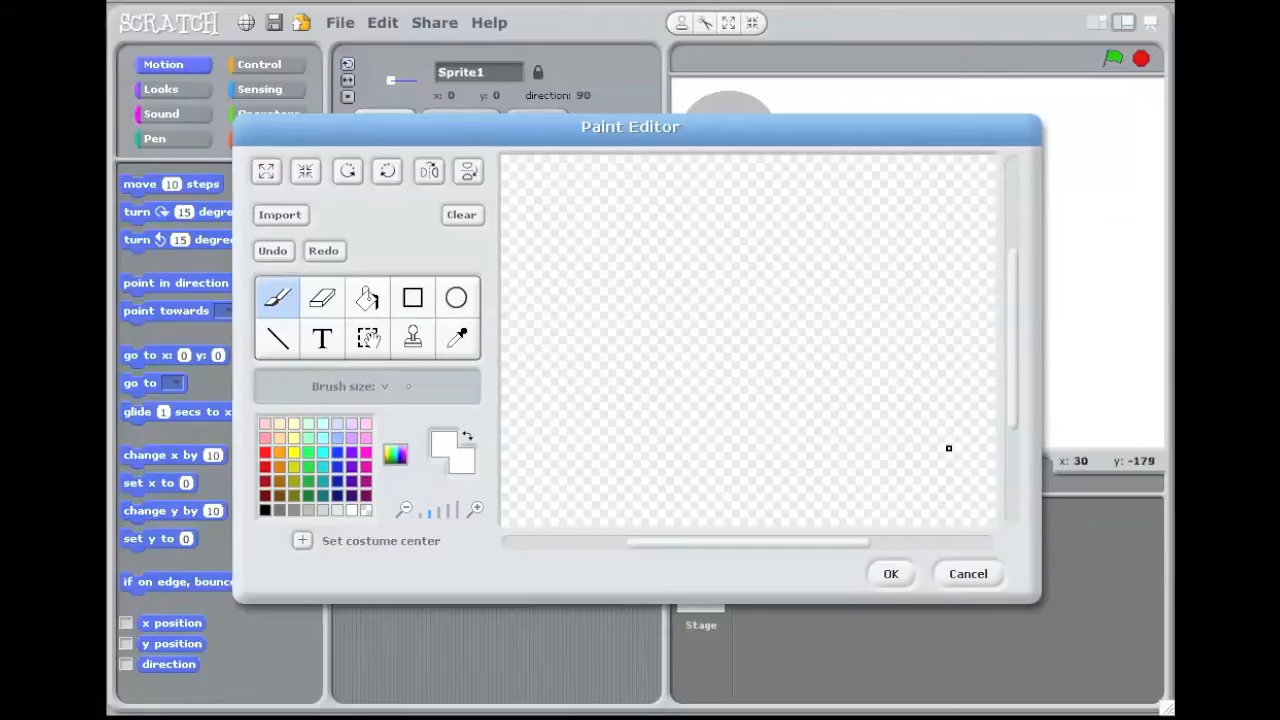 SCRATCH File Edit Share Help
Motion Control
Looks Sensing
Sound Operators
Pen
Sprite1
x: 0 y: 0 direction: 90
Paint Editor
move 10 steps
turn 15 degre
turn 15 degre
point in direction
point towards
go to x: 0 y: 0
go to
glide 1 secs to x
change x by 10
set x to 0
change y by 10
set y to 0
if on edge, bounc
x position
y position
direction
Import Clear
Undo Redo
T
Brush size:
Set costume center
OK Cancel
x: 30 y: -179
Stage